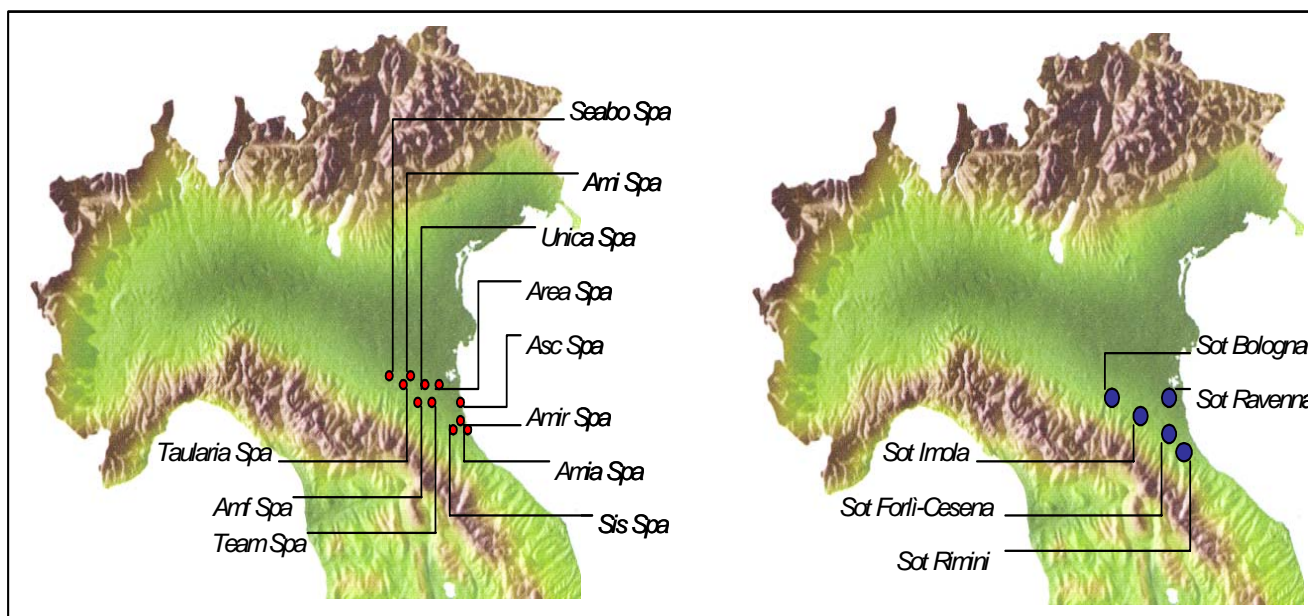 Seabo Spa
Ami Spa
Unica Spa
Area Spa
Asc Spa
Amir Spa
Taularia Spa
Amia Spa
Amf Spa
Sis Spa
Team Spa
Sot Bologna
Sot Ravenna
Sot Imola
Sot Forlì-Cesena
Sot Rimini